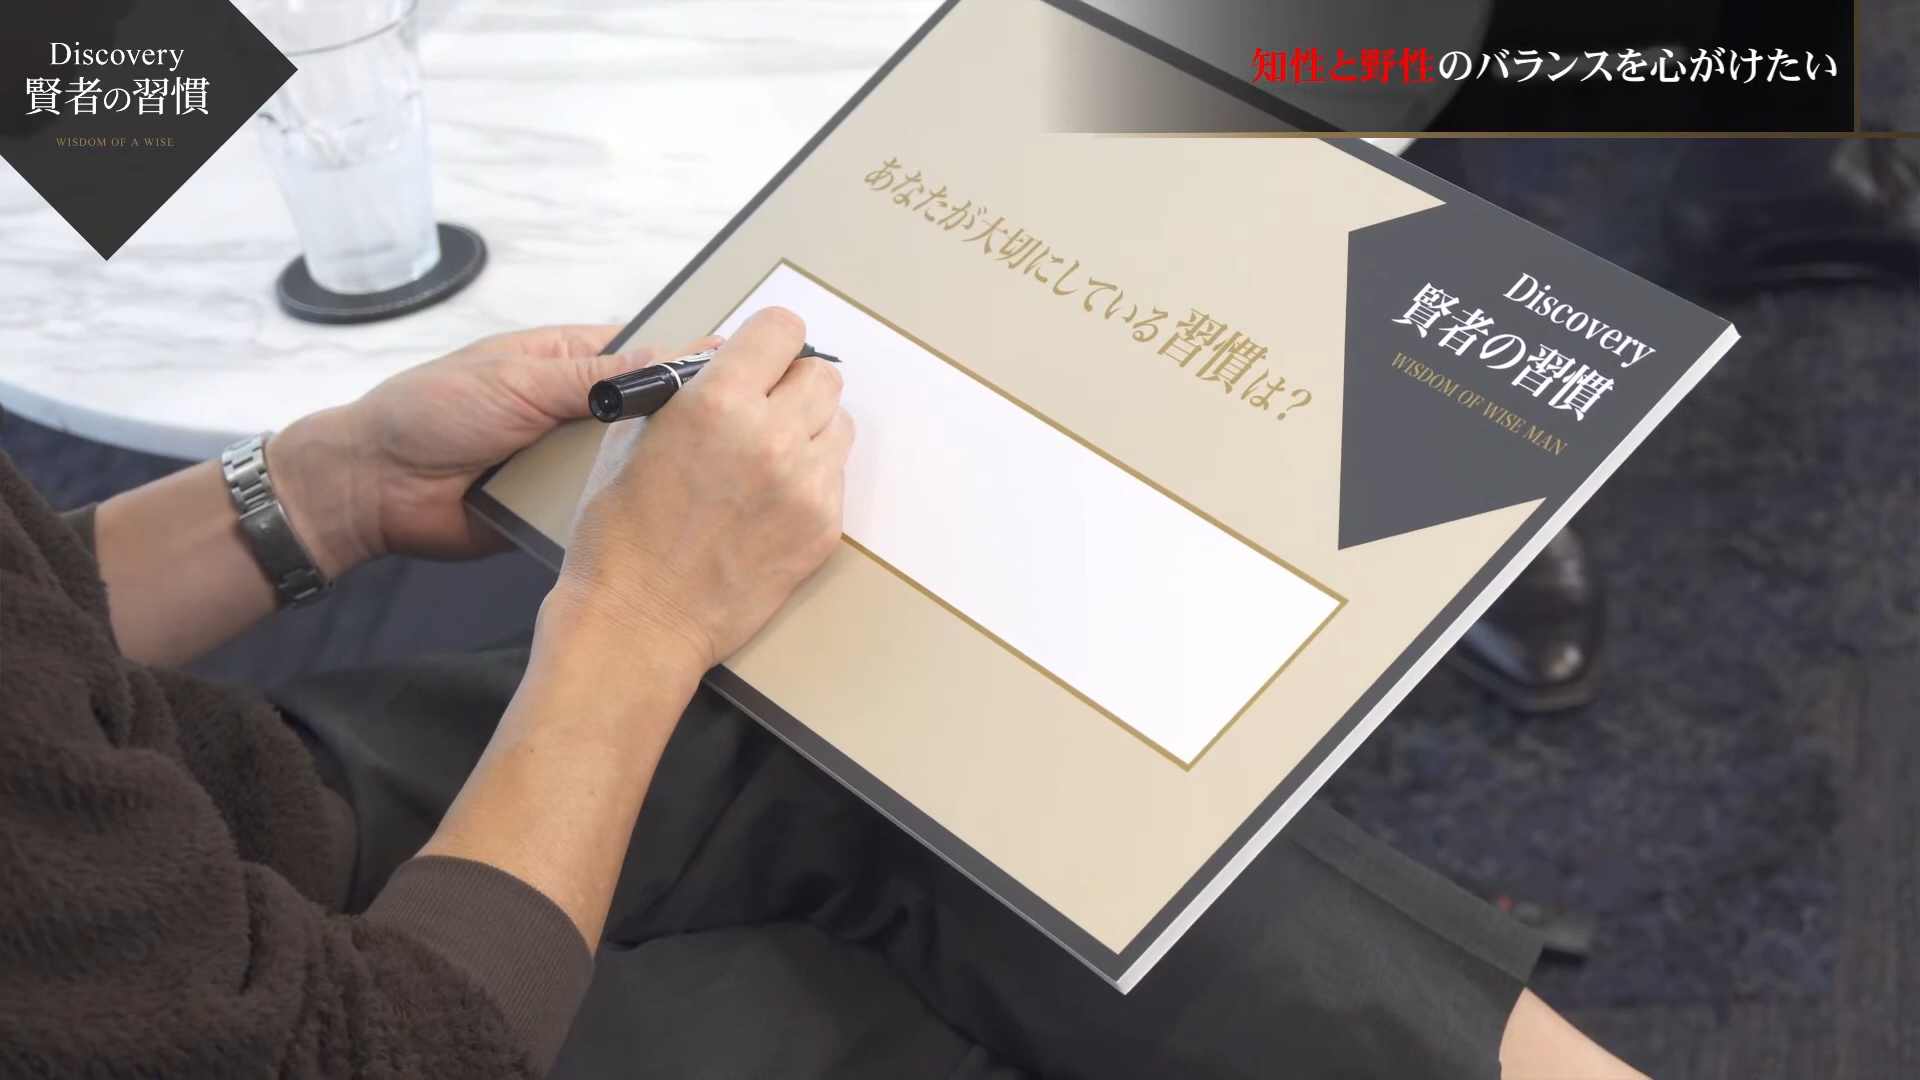 Discovery
賢者の習慣
WISDOM OF A WISE
知性と野性のバランスを心がけたい
あなたが大切にしている習慣は?
Discovery
賢者の習慣
WISDOM OF WISE MAN